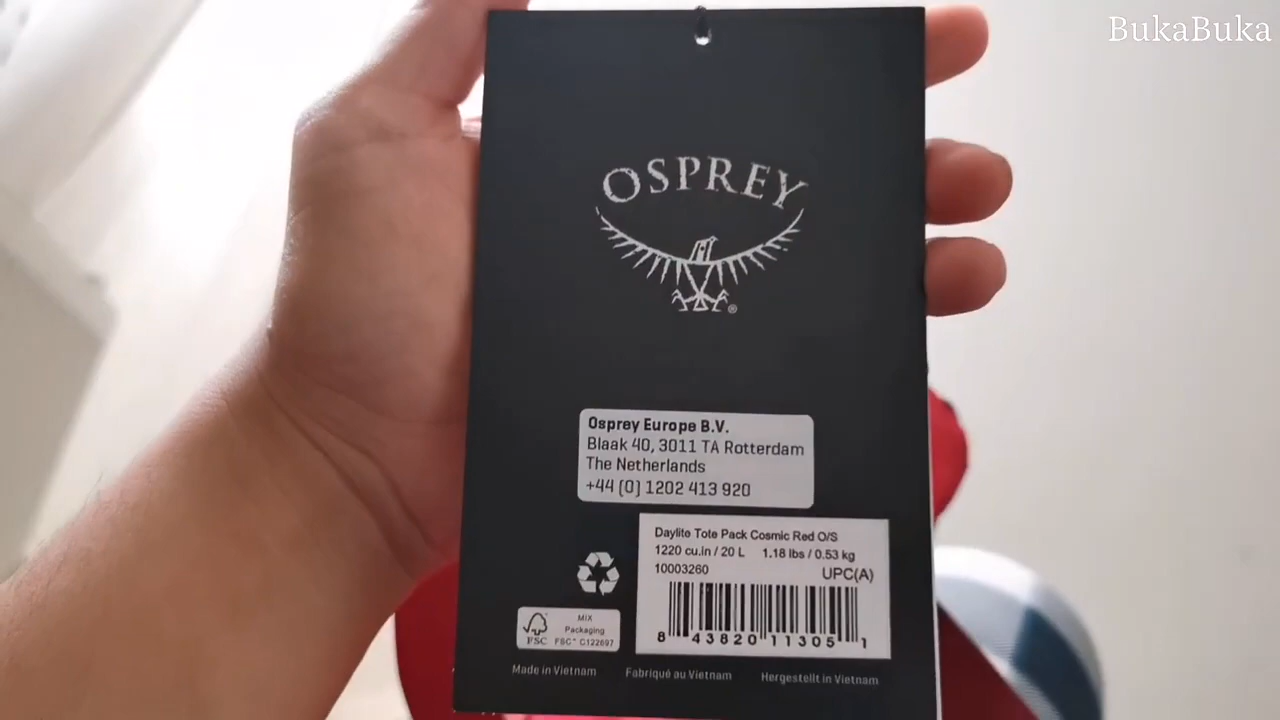 BukaBuka
OSPREY
®
Osprey Europe B.V.
Blaak 40, 3011 TA Rotterdam
The Netherlands
+44 (0) 1202 413 920
Daylite Tote Pack Cosmic Red O/S
1220 cu.in / 20 L 1.18 lbs / 0.53 kg
10003260 UPC(A)
8 43820 11305 1
MIX
Packaging
FSC FSC™ C122697
Made in Vietnam Fabriqué au Vietnam Hergestellt in Vietnam